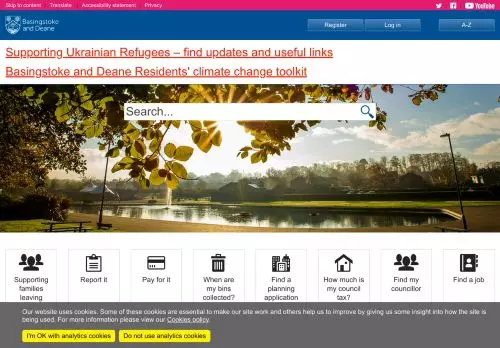 Skip to content | Translate | Accessibility statement | Privacy
YouTube
Basingstoke
and Deane
Register
Log in
A-Z
Supporting Ukrainian Refugees – find updates and useful links
Basingstoke and Deane Residents' climate change toolkit
Search...
Supporting
families
leaving
Report it
Pay for it
When are
my bins
collected?
Find a
planning
application
How much is
my council
tax?
Find my
councillor
Find a job
Our website uses cookies. Some of these cookies are essential to make our site work and others help us to improve by giving us some insight into how the site is
being used. For more information please view our Cookies policy.
I'm OK with analytics cookies
Do not use analytics cookies